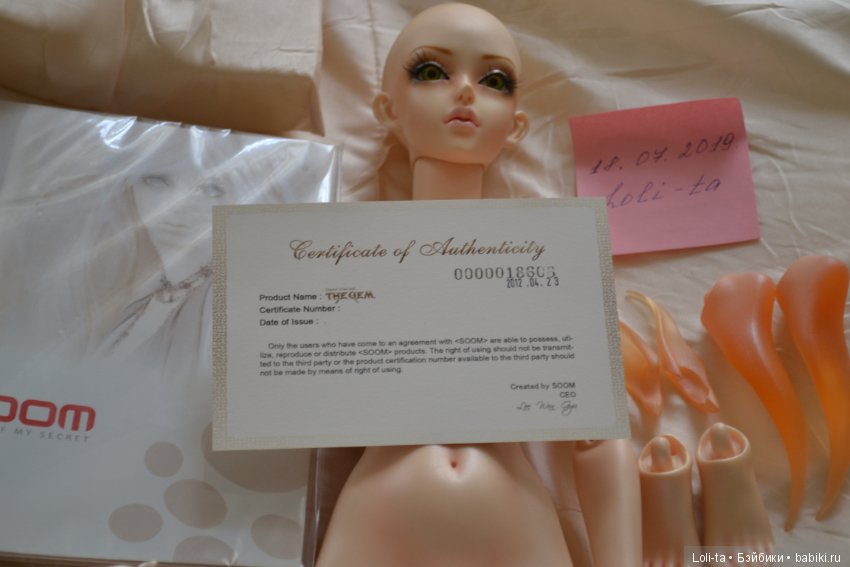 18.07.2019
Loli-ta
Certificate of Authenticity
0000018605
2012.04.23
Product Name : THE GEM
Certificate Number :
Date of Issue : .
Only the users who have come to an agreement with <SOOM> are able to possess, uti-
lize, reproduce or distribute <SOOM> products. The right of using should not be transmit-
ted to the third party or the product certification number available to the third party should
not be made by means of right of using.
Created by SOOM
CEO
OOM
OF MY SECRET
Loli-ta • Бэйбики • babiki.ru